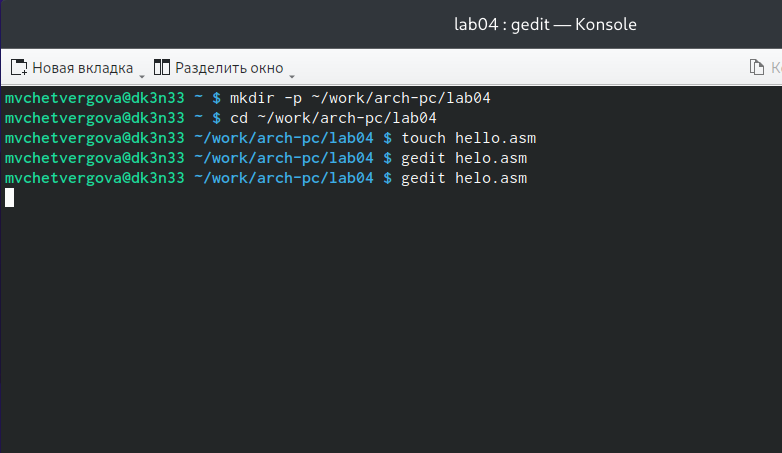 lab04 : gedit — Konsole
Новая вкладка Разделить окно
mvchetvergova@dk3n33 ~ $ mkdir -p ~/work/arch-pc/lab04
mvchetvergova@dk3n33 ~ $ cd ~/work/arch-pc/lab04
mvchetvergova@dk3n33 ~/work/arch-pc/lab04 $ touch hello.asm
mvchetvergova@dk3n33 ~/work/arch-pc/lab04 $ gedit helo.asm
mvchetvergova@dk3n33 ~/work/arch-pc/lab04 $ gedit helo.asm